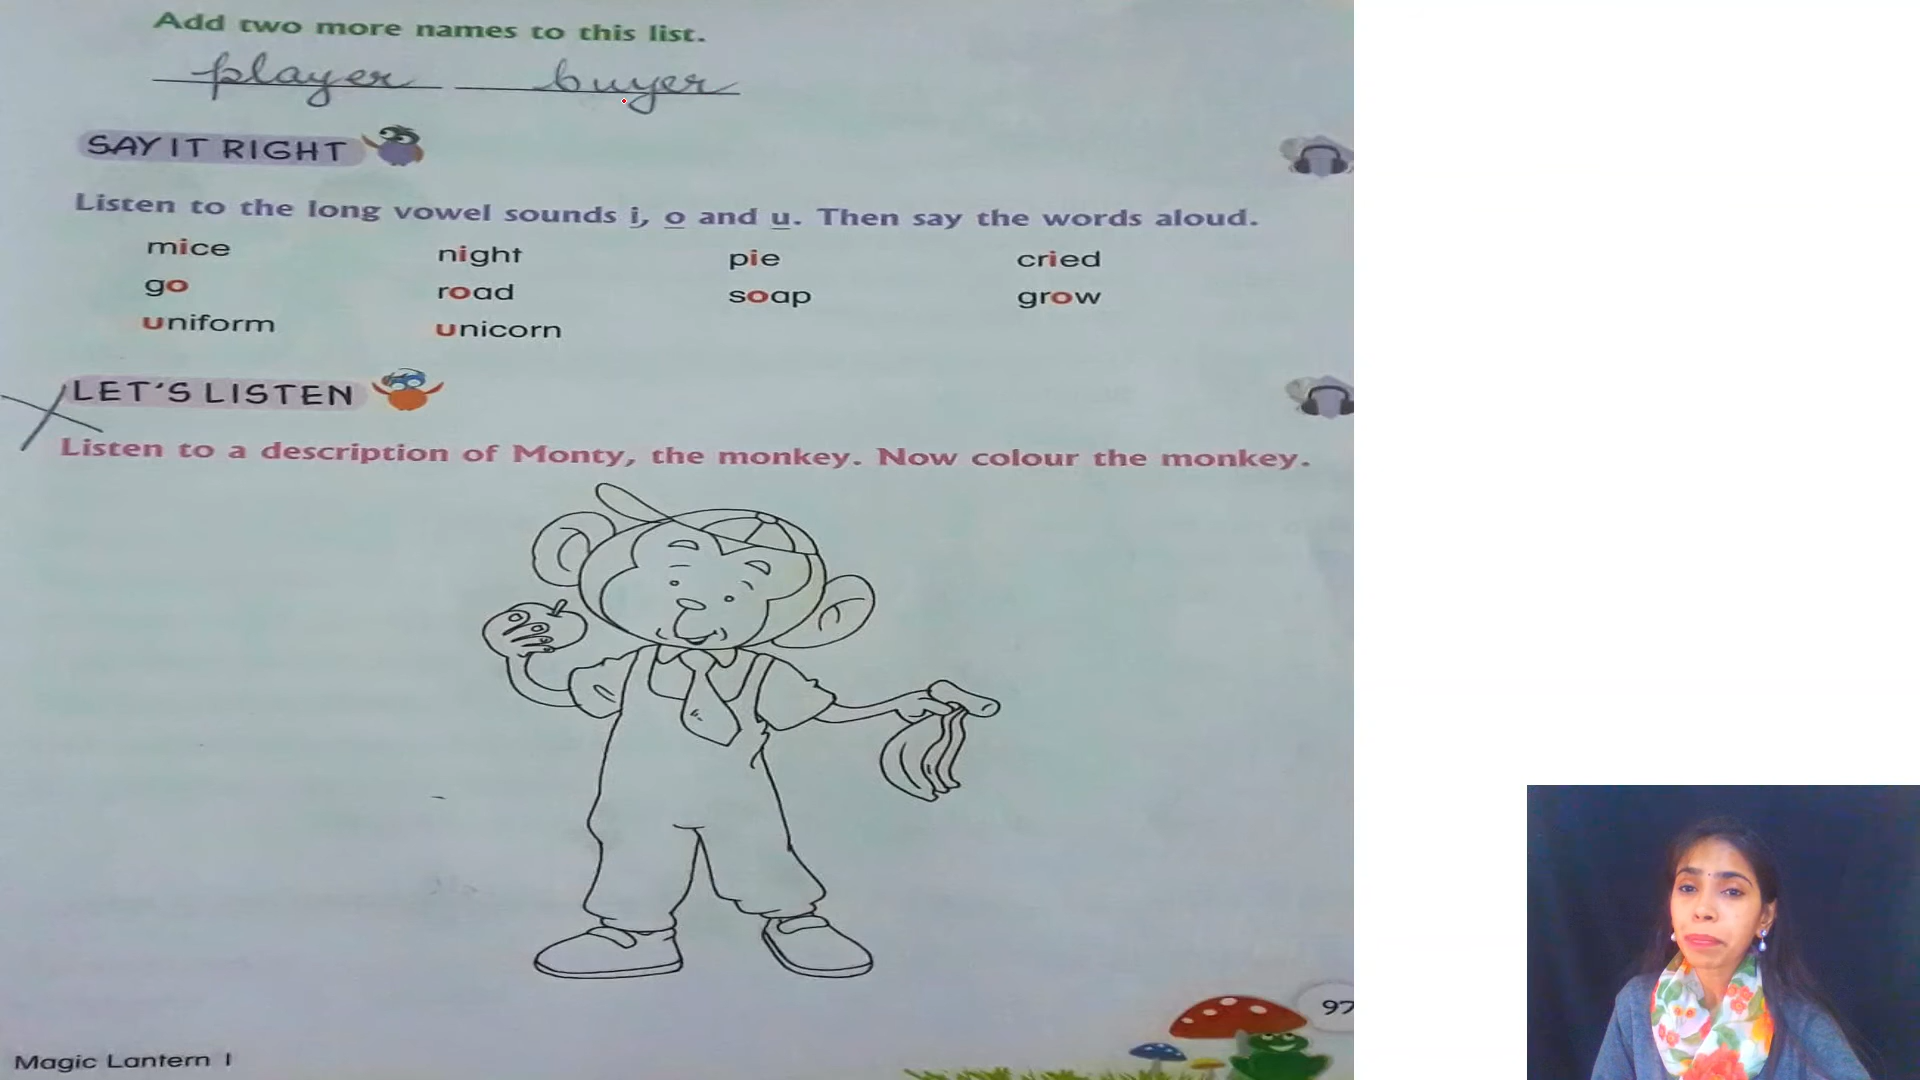 Add two more names to this list.
player buyer
SAY IT RIGHT
Listen to the long vowel sounds i, o and u. Then say the words aloud.
mice night pie cried
go road soap grow
uniform unicorn
LET'S LISTEN
Listen to a description of Monty, the monkey. Now colour the monkey.
97
Magic Lantern 1